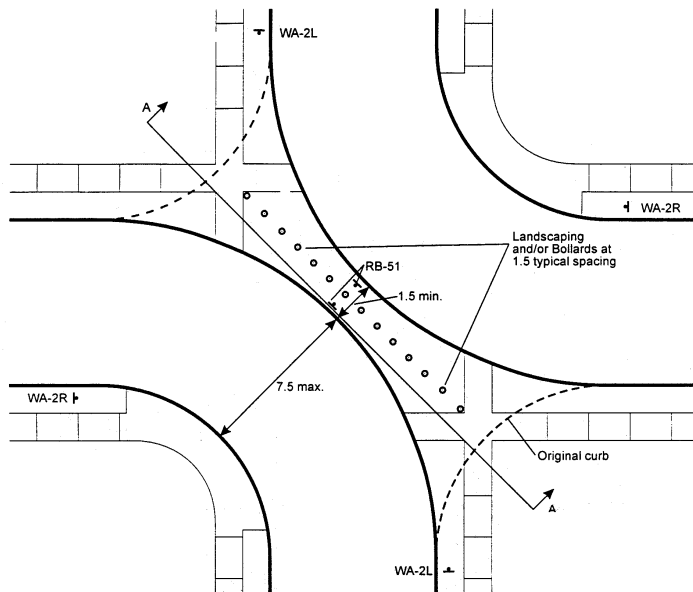 WA-2L
A
WA-2R
Landscaping
and/or Bollards at
1.5 typical spacing
RB-51
1.5 min.
7.5 max.
WA-2R
Original curb
A
WA-2L